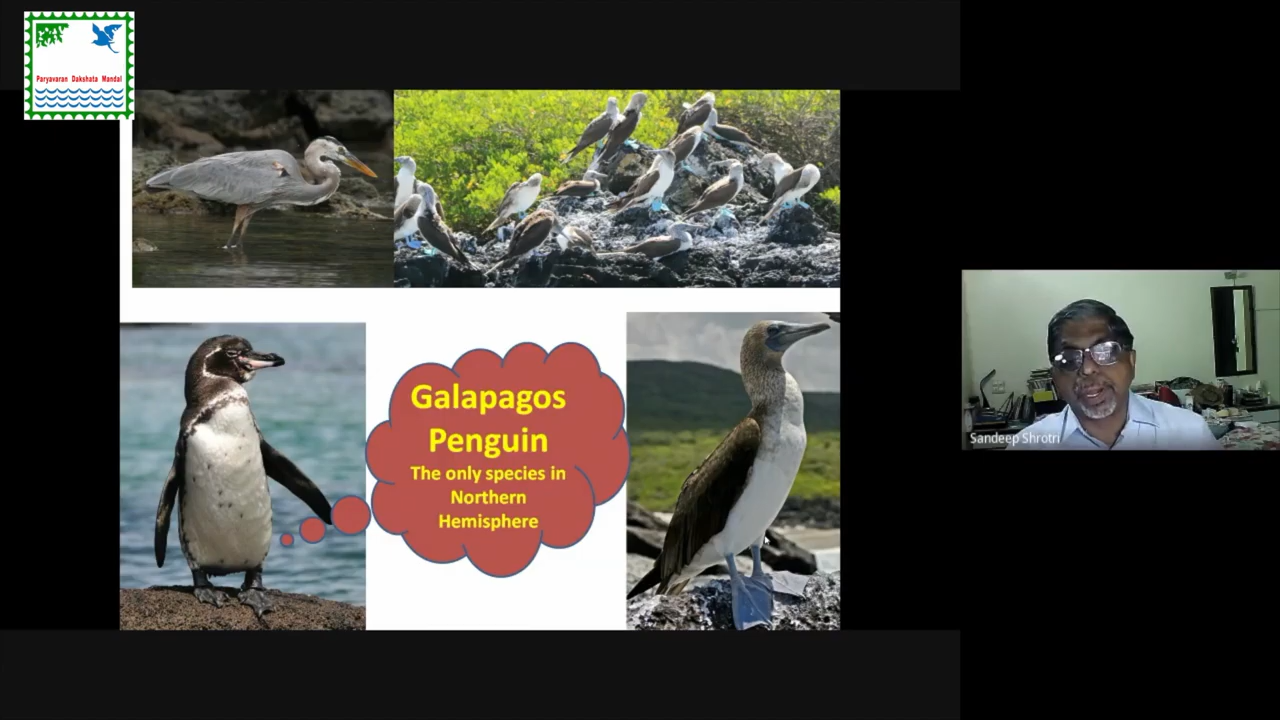 Paryavaran Dakshata Mandal
Galapagos
Penguin
The only species in
Northern
Hemisphere
Sandeep Shrotri